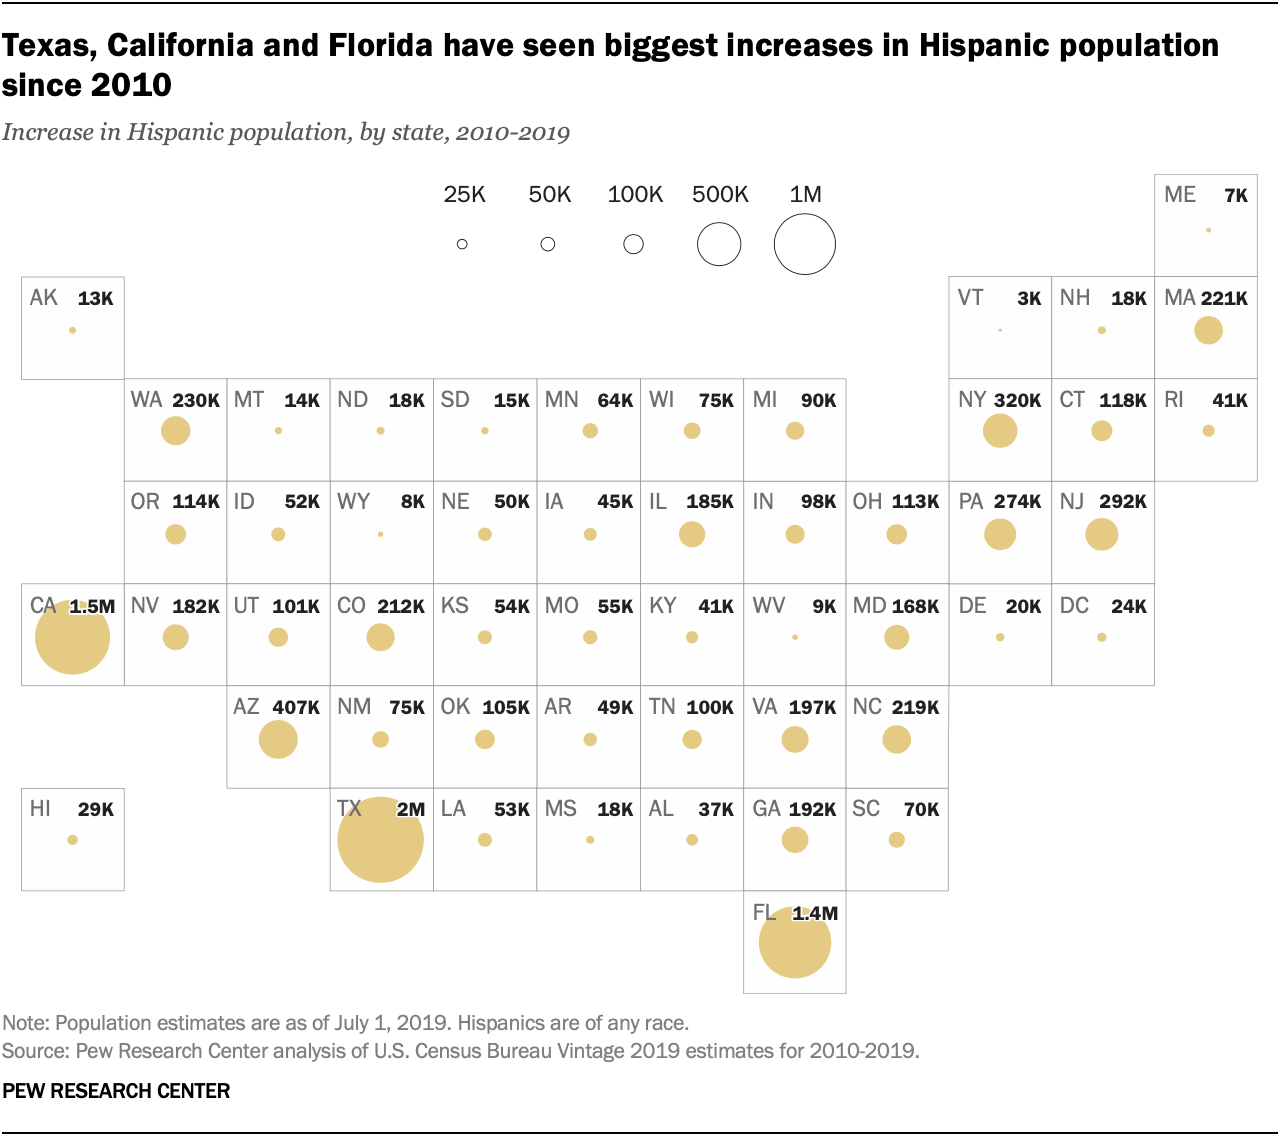 Texas, California and Florida have seen biggest increases in Hispanic population
since 2010
Increase in Hispanic population, by state, 2010-2019
25K 50K 100K 500K 1M
ME 7K
AK 13K VT 3K NH 18K MA 221K
WA 230K MT 14K ND 18K SD 15K MN 64K WI 75K MI 90K NY 320K CT 118K RI 41K
OR 114K ID 52K WY 8K NE 50K IA 45K IL 185K IN 98K OH 113K PA 274K NJ 292K
CA 1.5M NV 182K UT 101K CO 212K KS 54K MO 55K KY 41K WV 9K MD 168K DE 20K DC 24K
AZ 407K NM 75K OK 105K AR 49K TN 100K VA 197K NC 219K
HI 29K TX 2M LA 53K MS 18K AL 37K GA 192K SC 70K
FL 1.4M
Note: Population estimates are as of July 1, 2019. Hispanics are of any race.
Source: Pew Research Center analysis of U.S. Census Bureau Vintage 2019 estimates for 2010-2019.
PEW RESEARCH CENTER